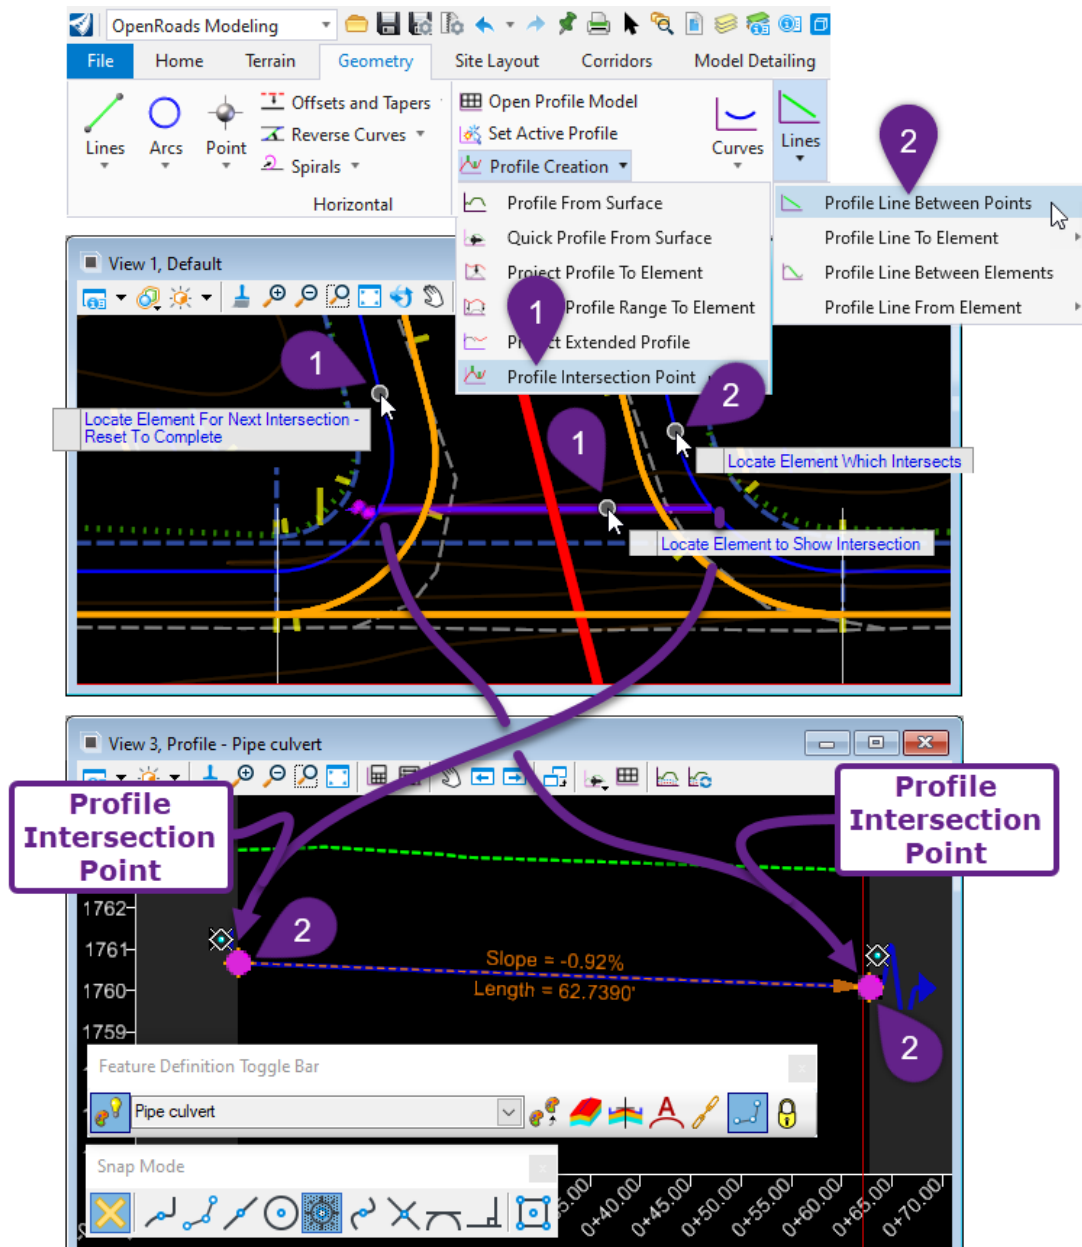 OpenRoads Modeling
File Home Terrain Geometry Site Layout Corridors Model Detailing
Lines Arcs Point
Offsets and Tapers
Reverse Curves
Spirals
Horizontal
Open Profile Model
Set Active Profile
Profile Creation
Curves Lines
2
Profile From Surface
Quick Profile From Surface
Project Profile To Element
Profile Range To Element
Extended Profile
Profile Intersection Point
1
Profile Line Between Points
Profile Line To Element
Profile Line Between Elements
Profile Line From Element
View 1, Default
1
2
1
Locate Element For Next Intersection -
Reset To Complete
Locate Element Which Intersects
Locate Element to Show Intersection
View 3, Profile - Pipe culvert
Profile
Intersection
Point
Profile
Intersection
Point
1762
1761
1760
1759
2
Slope = -0.92%
Length = 62.7390'
2
Feature Definition Toggle Bar
x
Pipe culvert
Snap Mode
x
5.00 0+40.00 0+45.00 0+50.00 0+55.00 0+60.00 0+65.00 0+70.00